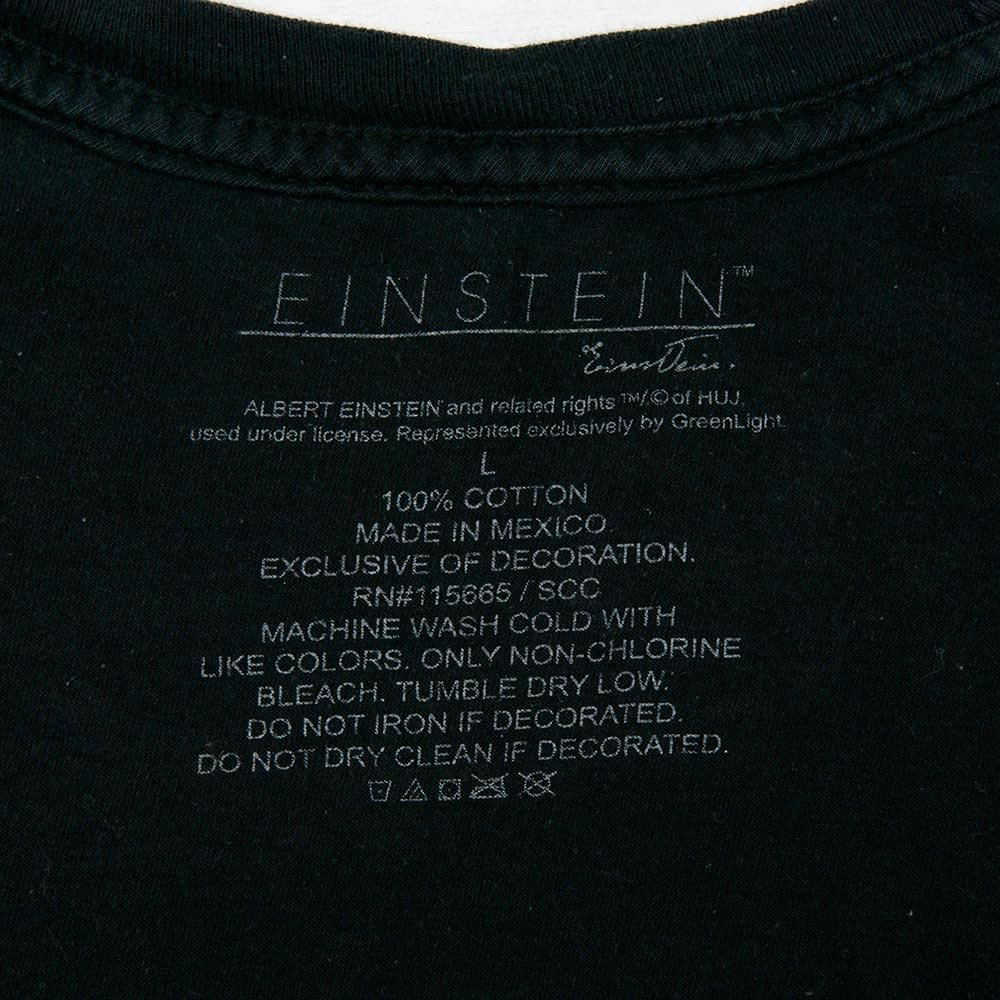 EINSTEIN™
Einstein.
ALBERT EINSTEIN and related rights ™/© of HUJ,
used under license. Represented exclusively by GreenLight.
L
100% COTTON
MADE IN MEXICO
EXCLUSIVE OF DECORATION.
RN#115665 / SCC
MACHINE WASH COLD WITH
LIKE COLORS. ONLY NON-CHLORINE
BLEACH. TUMBLE DRY LOW.
DO NOT IRON IF DECORATED.
DO NOT DRY CLEAN IF DECORATED.